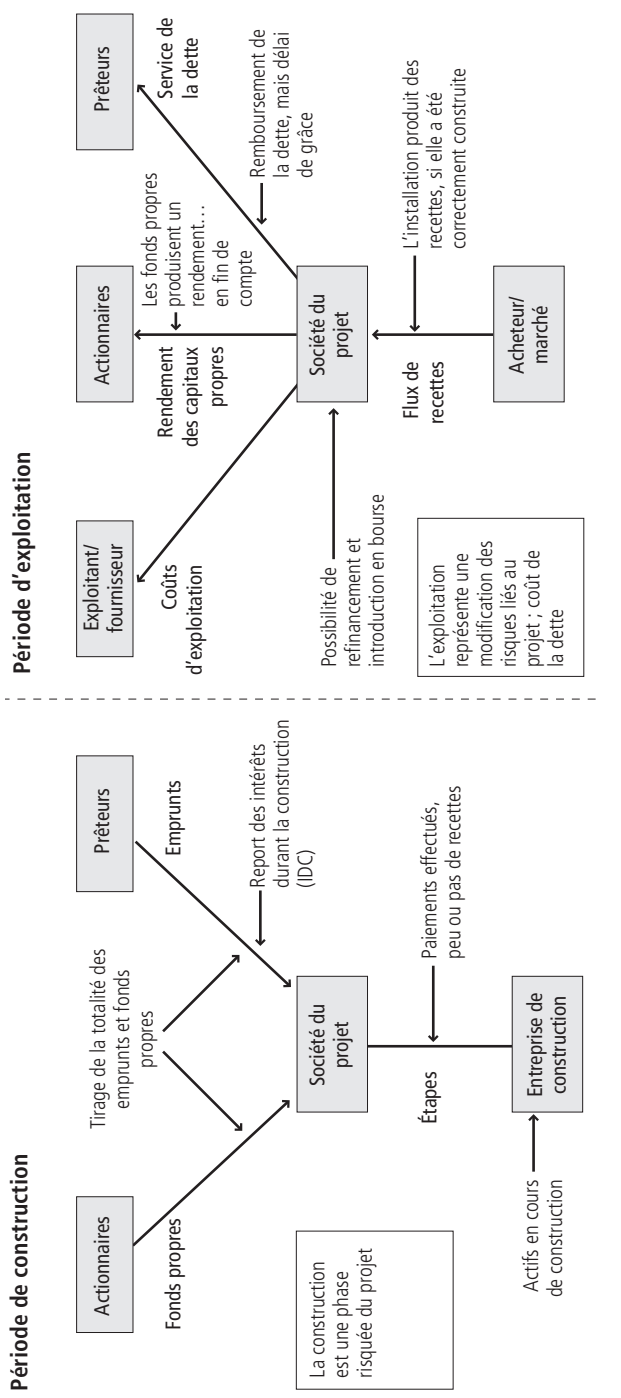 Période de construction
Actionnaires
Prêteurs
Tirage de la totalité des
emprunts et fonds
propres
Fonds propres
Emprunts
Report des intérêts
durant la construction
(IDC)
Société du
projet
La construction
est une phase
risquée du projet
Étapes
Paiements effectués,
peu ou pas de recettes
Actifs en cours
de construction
Entreprise de
construction
Période d'exploitation
Exploitant/
fournisseur
Actionnaires
Prêteurs
Coûts
d'exploitation
Rendement
des capitaux
propres
Les fonds propres
produisent un
rendement…
en fin de
compte
Service de
la dette
Remboursement de
la dette, mais délai
de grâce
Possibilité de
refinancement et
introduction en bourse
Société du
projet
Flux de
recettes
L'installation produit des
recettes, si elle a été
correctement construite
L'exploitation
représente une
modification des
risques liés au
projet ; coût de
la dette
Acheteur/
marché